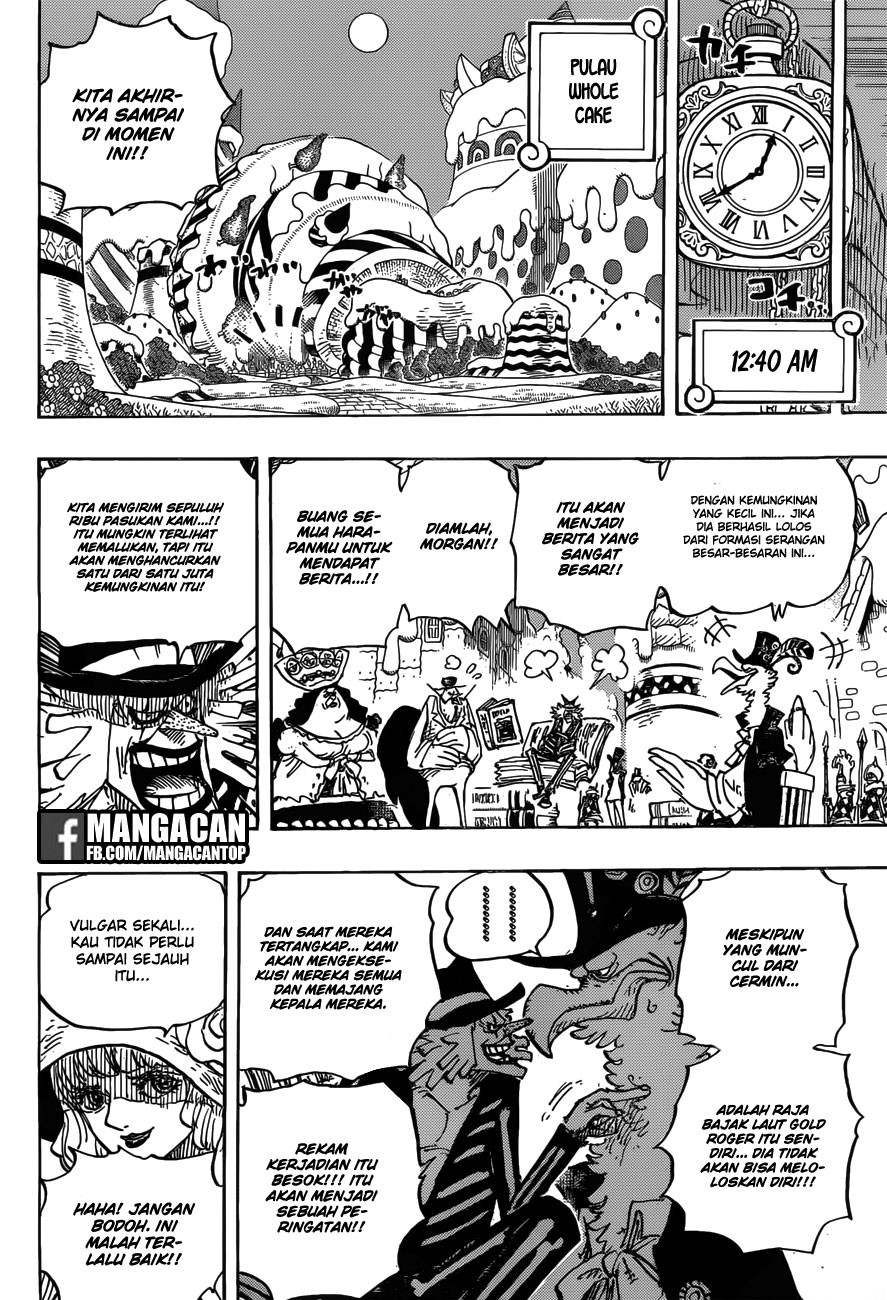 カチ
コチ...
12:40 AM
PULAU
WHOLE
CAKE
KITA AKHIR-
NYA SAMPAI
DI MOMEN
INI!!
DENGAN KEMUNGKINAN
YANG KECIL INI... JIKA
DIA BERHASIL LOLOS
DARI FORMASI SERANGAN
BESAR-BESARAN INI...
ITU AKAN
MENJADI
BERITA YANG
SANGAT
BESAR!!
DIAMLAH,
MORGAN!!
BUANG SE-
MUA HARA-
PANMU UNTUK
MENDAPAT
BERITA...!!
KITA MENGIRIM SEPULUH
RIBU PASUKAN KAMI...!!
ITU MUNGKIN TERLIHAT
MEMALUKAN, TAPI ITU
AKAN MENGHANCURKAN
SATU DARI SATU JUTA
KEMUNGKINAN ITU!
MANGACAN
FB.COM/MANGACANTOP
MESKIPUN
YANG MUN-
CUL DARI
CERMIN...
ADALAH RAJA
BAJAK LAUT GOLD
ROGER ITU SEN-
DIRI... DIA TIDAK
AKAN BISA MELO-
LOSKAN DIRI!!!
DAN SAAT MEREKA
TERTANGKAP... KAMI
AKAN MENGEKSE-
KUSI MEREKA SEMUA
DAN MEMAJANG
KEPALA MEREKA.
REKAM
KERJADIAN ITU
BESOK!!! ITU
AKAN MENJADI
SEBUAH PE-
RINGATAN!!
VULGAR SEKALI...
KAU TIDAK PERLU
SAMPAI SEJAUH
ITU...
HAHA! JANGAN
BODOH. INI
MALAH TER-
LALU BAIK!!